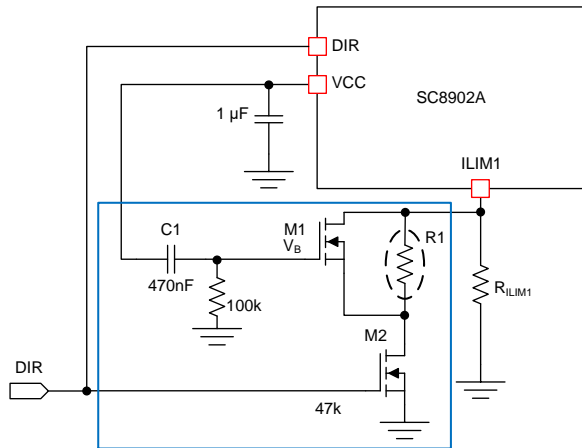 DIR
VCC
SC8902A
1 µF
ILIM1
C1
M1
R1
V_B
470nF
100k
R_ILIM1
M2
DIR
47k